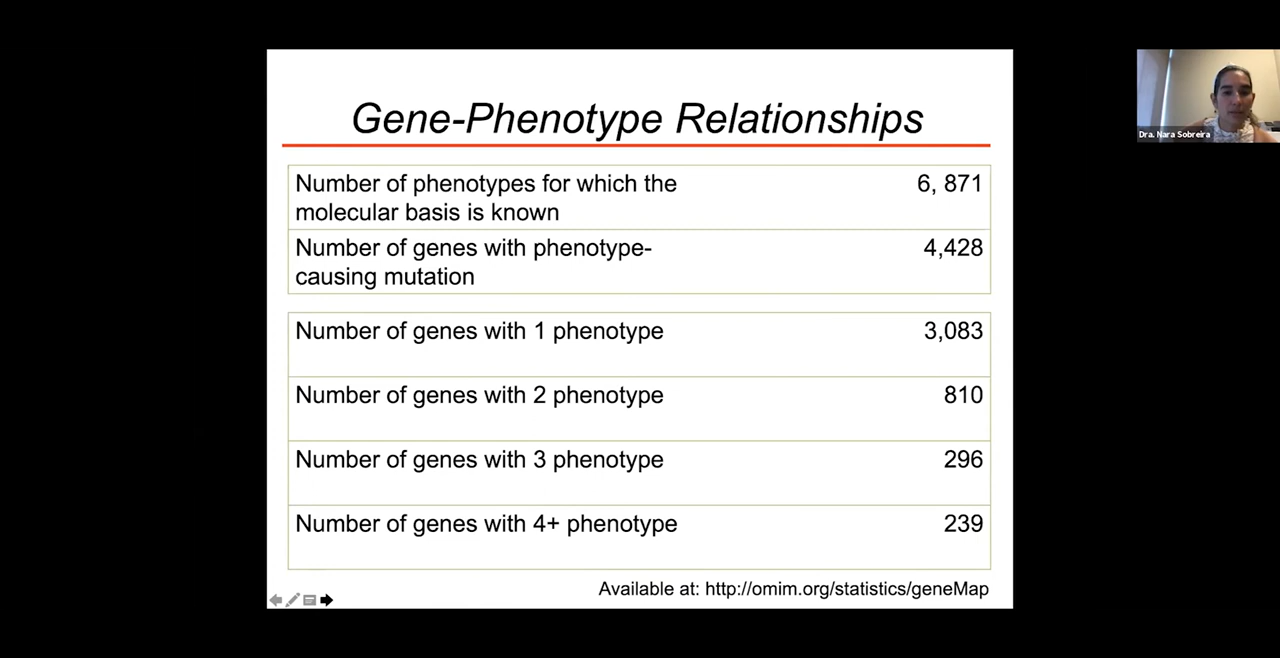 Gene-Phenotype Relationships
Number of phenotypes for which the
molecular basis is known
6, 871
Number of genes with phenotype-
causing mutation
4,428
Number of genes with 1 phenotype
3,083
Number of genes with 2 phenotype
810
Number of genes with 3 phenotype
296
Number of genes with 4+ phenotype
239
Available at: http://omim.org/statistics/geneMap
Dra. Nara Sobreira